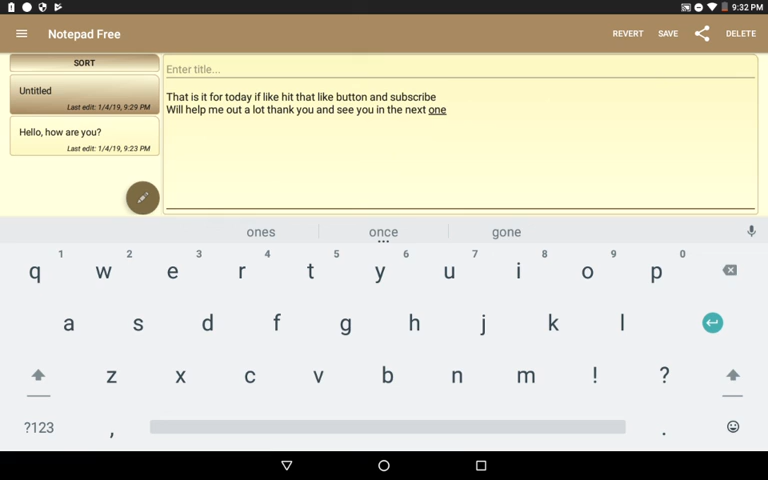 9:32 PM
Notepad Free
REVERT SAVE DELETE
SORT
Untitled
Last edit: 1/4/19, 9:29 PM
Hello, how are you?
Last edit: 1/4/19, 9:23 PM
Enter title...
That is it for today if like hit that like button and subscribe
Will help me out a lot thank you and see you in the next one
ones once gone
1 2 3 4 5 6 7 8 9 0
q w e r t y u i o p
a s d f g h j k l
z x c v b n m ! ?
?123 , .